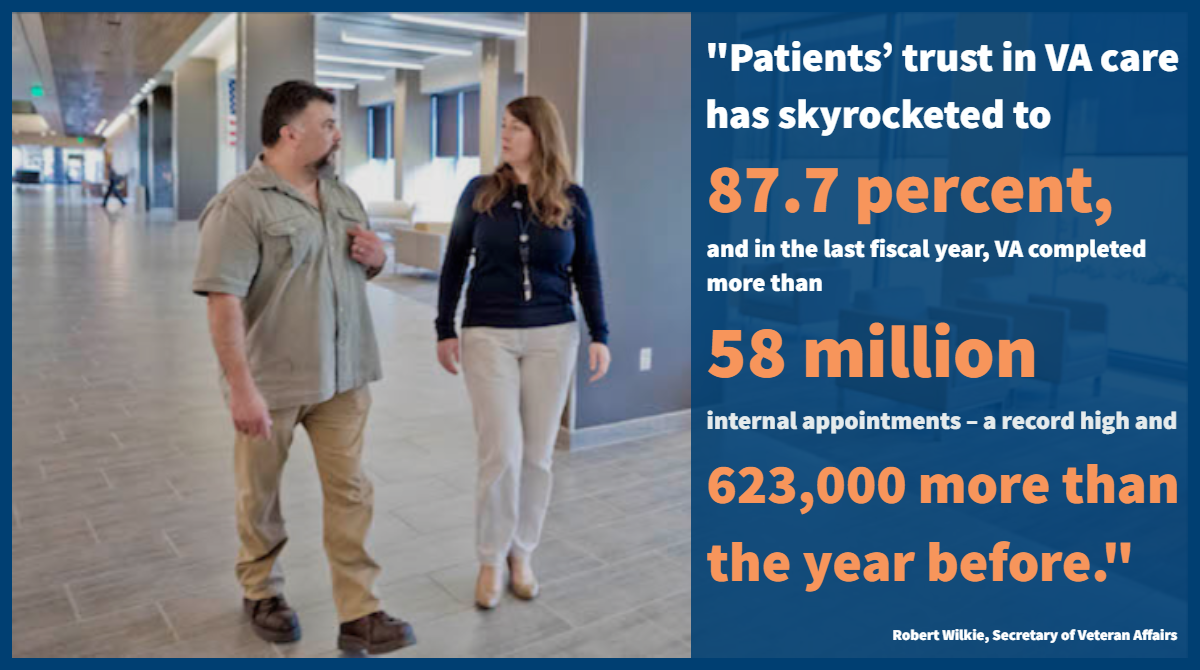 "Patients’ trust in VA care
has skyrocketed to
87.7 percent,
and in the last fiscal year, VA completed
more than
58 million
internal appointments – a record high and
623,000 more than
the year before."
Robert Wilkie, Secretary of Veteran Affairs